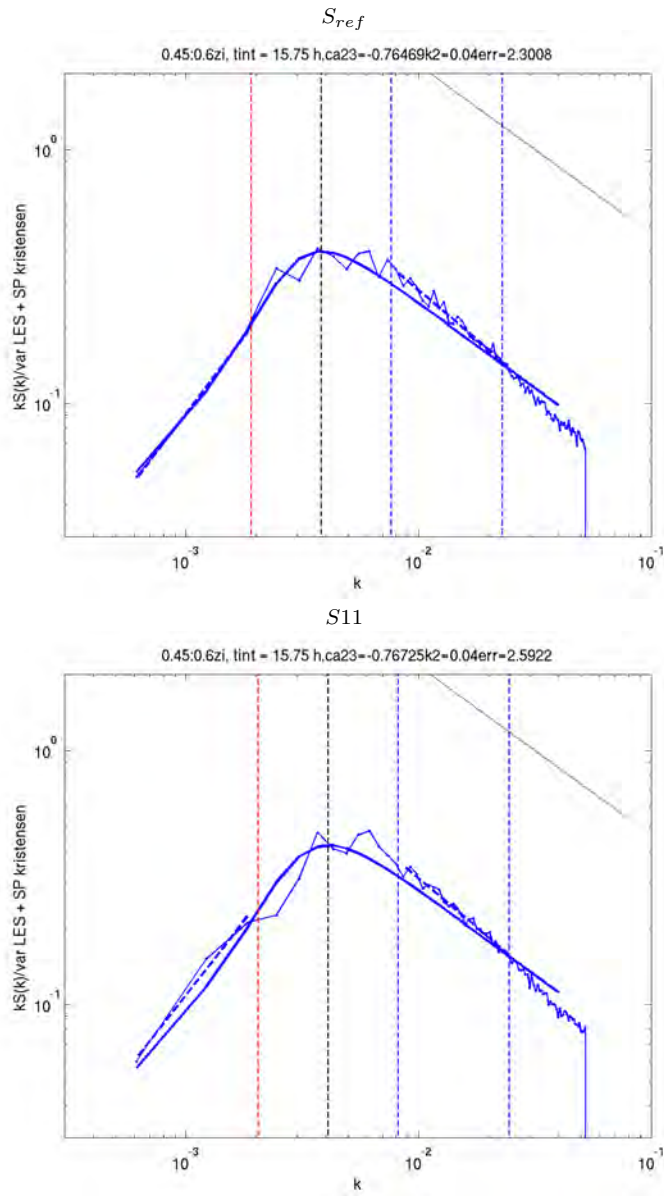 S_ref
0.45:0.6zi, tint = 15.75 h,ca23=-0.76469k2=0.04err=2.3008
10^0
10^-1
kS(k)/var LES + SP kristensen
10^-3 10^-2 10^-1
k
S11
0.45:0.6zi, tint = 15.75 h,ca23=-0.76725k2=0.04err=2.5922
10^0
10^-1
kS(k)/var LES + SP kristensen
10^-3 10^-2 10^-1
k